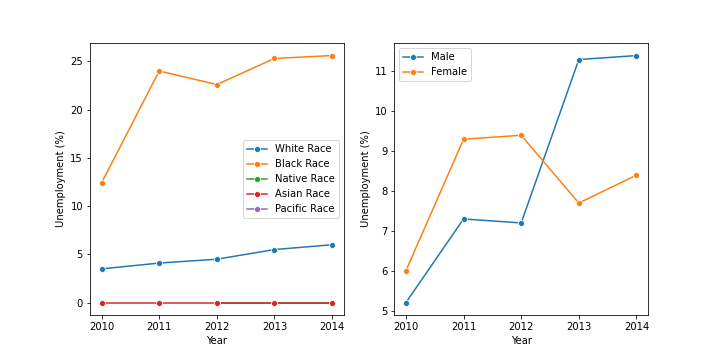 25
20
15
10
5
0
Unemployment (%)
White Race
Black Race
Native Race
Asian Race
Pacific Race
2010 2011 2012 2013 2014
Year
11
10
9
8
7
6
5
Unemployment (%)
Male
Female
2010 2011 2012 2013 2014
Year